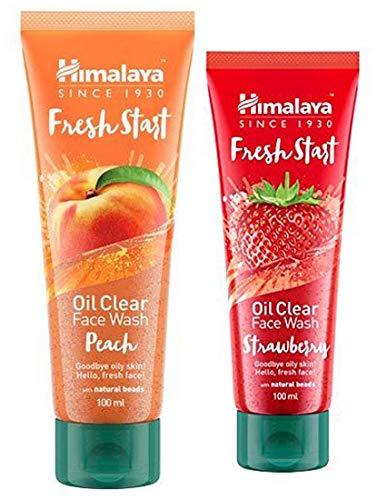 Himalaya
SINCE 1930
Fresh Start
Oil Clear
Face Wash
Peach
Goodbye oily skin!
Hello, fresh face!
with natural beads
100 ml
Himalaya
SINCE 1930
Fresh Start
Oil Clear
Face Wash
Strawberry
Goodbye oily skin!
Hello, fresh face!
with natural beads
100 ml